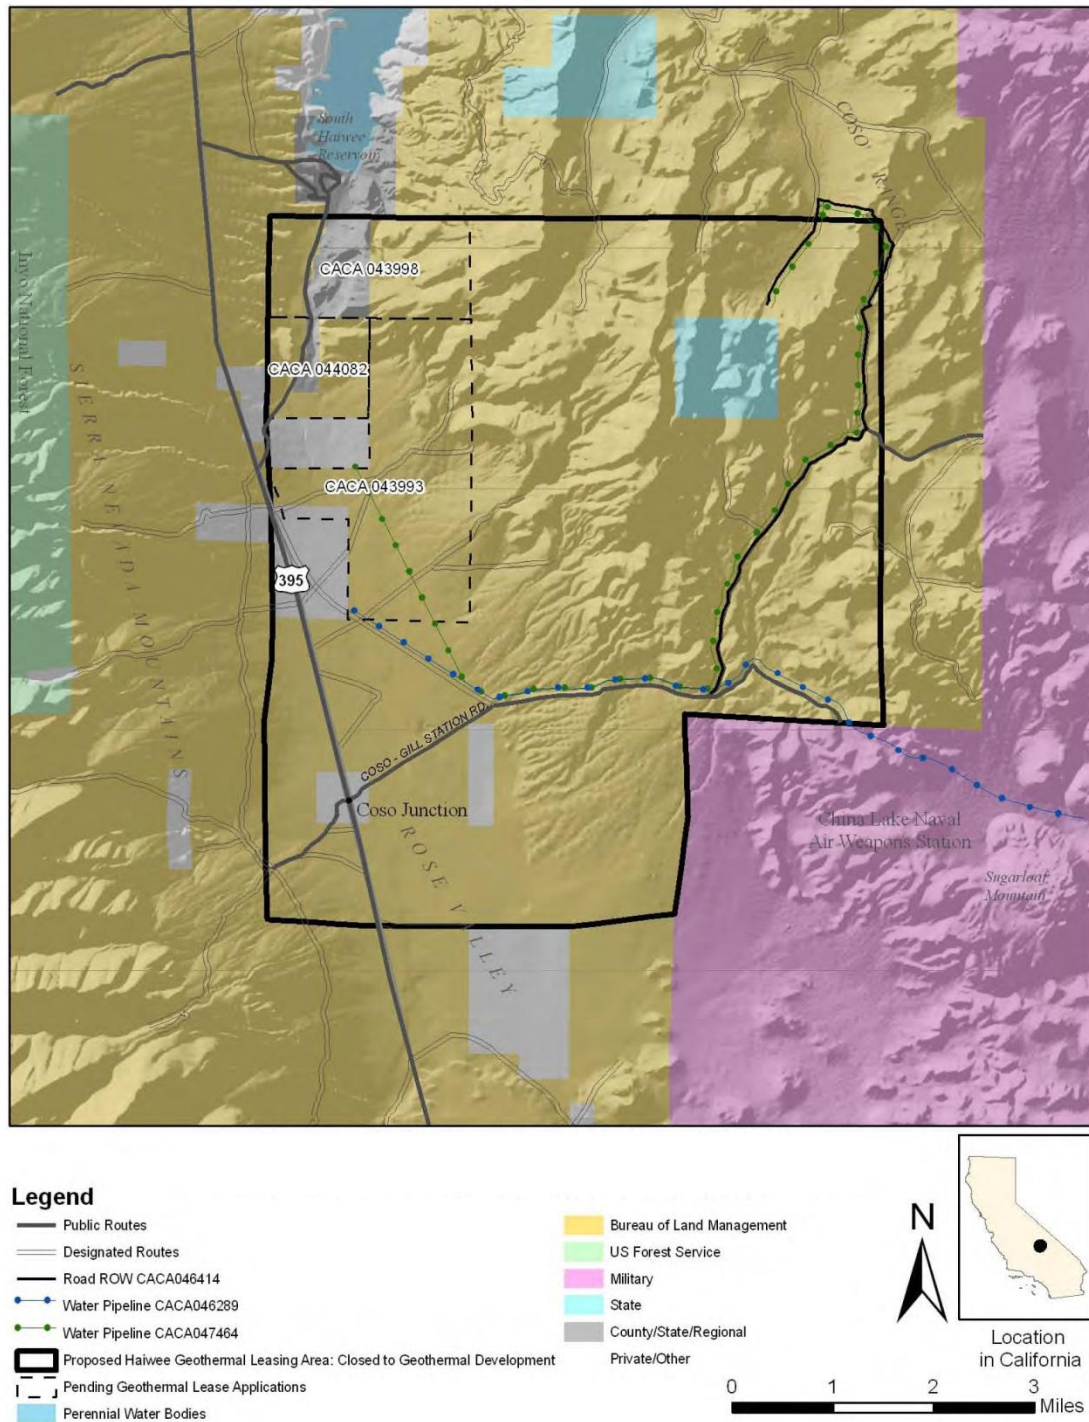 South
Haiwee
Reservoir
COSO
RANGE
CACA 043998
Inyo National Forest
CACA 044082
SIERRA NEVADA MOUNTAINS
CACA 043993
395
COSO - GILL STATION RD.
Coso Junction
ROSE VALLEY
China Lake Naval
Air Weapons Station
Sugarloaf
Mountain
Legend
Public Routes
Designated Routes
Road ROW CACA046414
Water Pipeline CACA046289
Water Pipeline CACA047464
Proposed Haiwee Geothermal Leasing Area: Closed to Geothermal Development
Pending Geothermal Lease Applications
Perennial Water Bodies
Bureau of Land Management
US Forest Service
Military
State
County/State/Regional
Private/Other
N
Location
in California
0 1 2 3
Miles